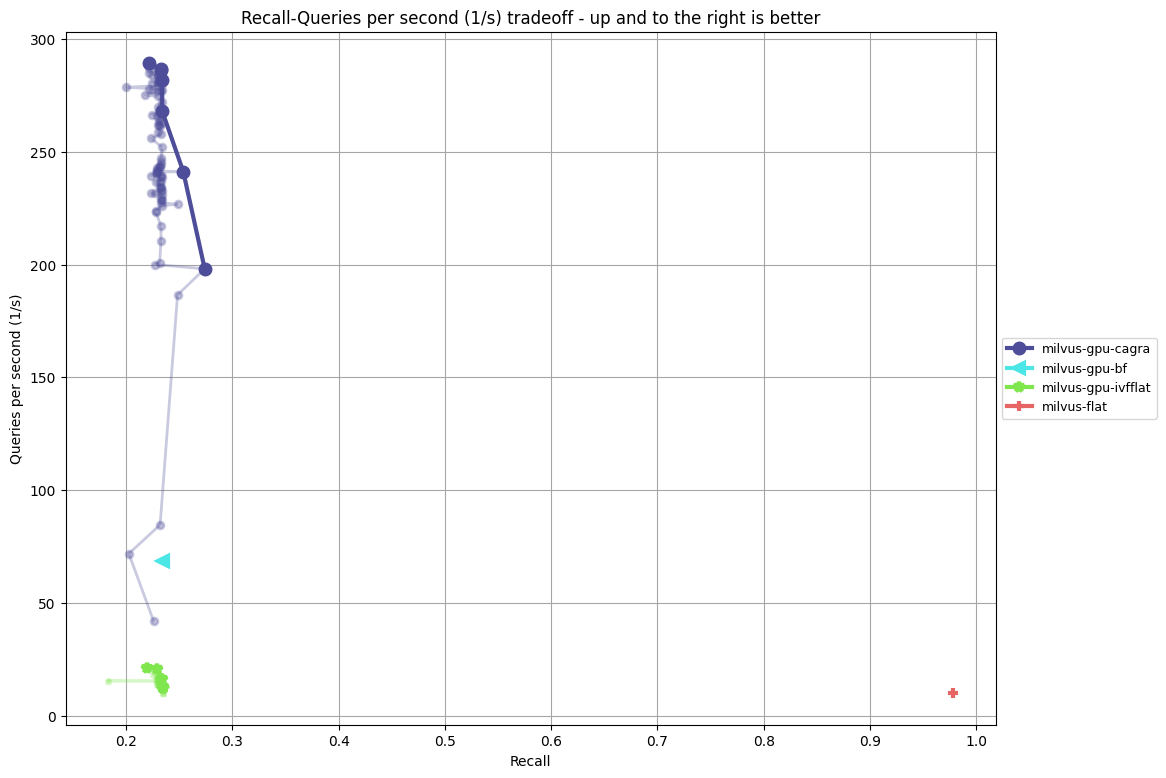 Recall-Queries per second (1/s) tradeoff - up and to the right is better
Queries per second (1/s)
300
250
200
150
100
50
0
0.2
0.3
0.4
0.5
0.6
0.7
0.8
0.9
1.0
Recall
milvus-gpu-cagra
milvus-gpu-bf
milvus-gpu-ivfflat
milvus-flat